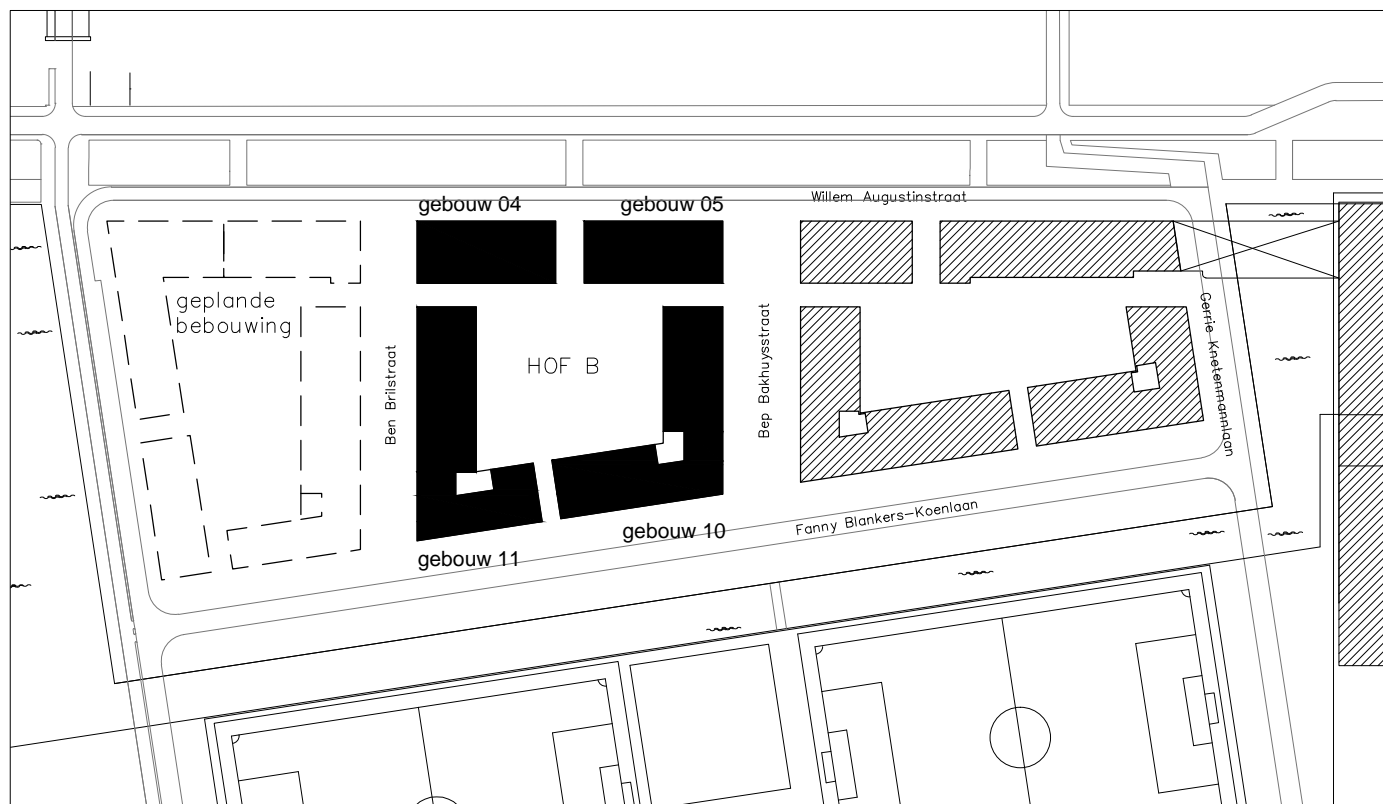 Willem Augustinstraat
gebouw 04
gebouw 05
geplande
bebouwing
HOF B
Ben Brilstraat
Bep Bakhuysstraat
Gerrie Knetenmannlaan
Fanny Blankers-Koenlaan
gebouw 10
gebouw 11